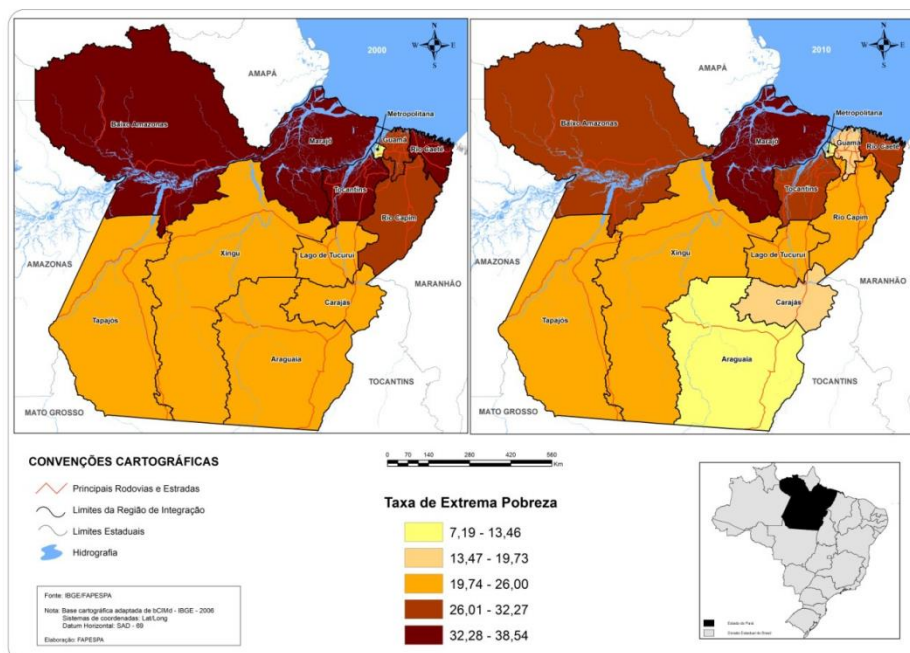 2000
N
W
E
S
AMAPÁ
Metropolitana
Baixo Amazonas
Marajó
Guamá
Rio Caeté
Tocantins
Rio Capim
Xingu
Lago de Tucuruí
AMAZONAS
MARANHÃO
Carajás
Tapajós
Araguaia
TOCANTINS
MATO GROSSO
2010
N
W
E
S
AMAPÁ
Metropolitana
Baixo Amazonas
Marajó
Guamá
Rio Caeté
Tocantins
Rio Capim
Xingu
Lago de Tucuruí
AMAZONAS
MARANHÃO
Carajás
Tapajós
Araguaia
TOCANTINS
MATO GROSSO
CONVENÇÕES CARTOGRÁFICAS
Principais Rodovias e Estradas
Limites da Região de Integração
Limites Estaduais
Hidrografia
0 70 140 280 420 560
Km
Taxa de Extrema Pobreza
7,19 - 13,46
13,47 - 19,73
19,74 - 26,00
26,01 - 32,27
32,28 - 38,54
Fonte: IBGE/FAPESPA
Nota: Base cartográfica adaptada de bCIMd - IBGE - 2006
Sistemas de coordenadas: Lat/Long
Datum Horizontal: SAD - 69
Elaboração: FAPESPA
Estado do Pará